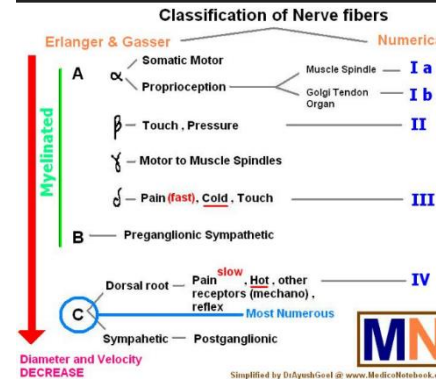 Classification of Nerve fibers
Erlanger & Gasser
Numeric
A
α
Somatic Motor
Proprioception
Muscle Spindle
I a
Golgi Tendon
Organ
I b
β
Touch , Pressure
II
γ
Motor to Muscle Spindles
δ
Pain (fast), Cold , Touch
III
B
Preganglionic Sympathetic
Myelinated
C
Dorsal root
Pain slow , Hot , other
receptors (mechano) ,
reflex
IV
Most Numerous
Sympahetic
Postganglionic
Diameter and Velocity
DECREASE
MN
Simplified by DrAyushGoel @ www.MedicoNotebook.c